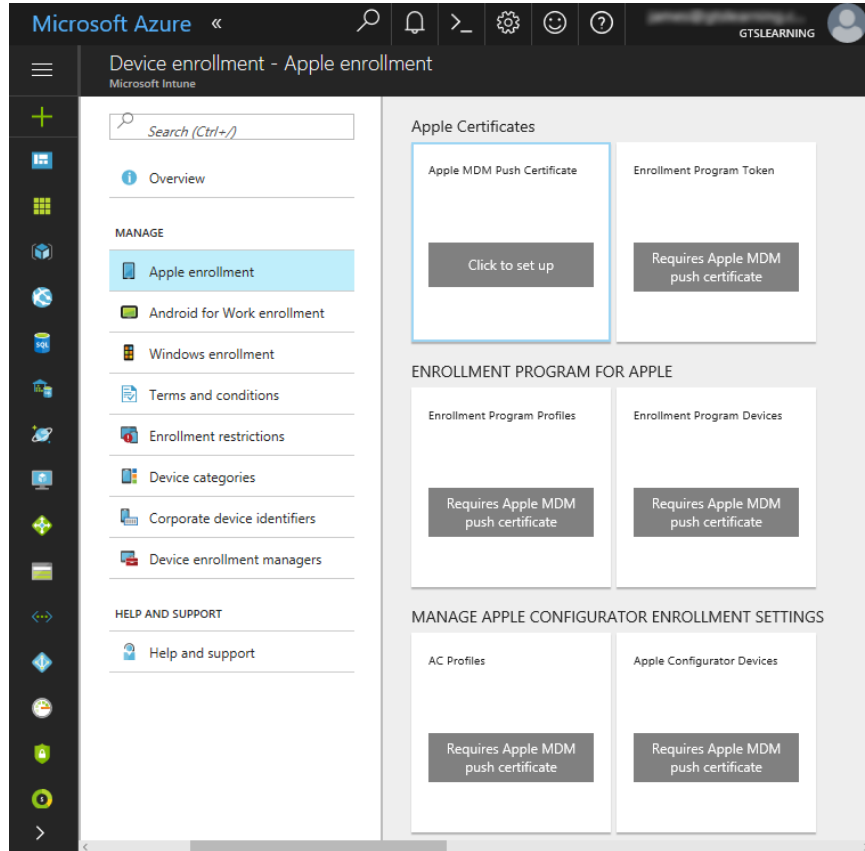 Microsoft Azure «
GTSLEARNING
Device enrollment - Apple enrollment
Microsoft Intune
Search (Ctrl+/)
Overview
MANAGE
Apple enrollment
Android for Work enrollment
Windows enrollment
Terms and conditions
Enrollment restrictions
Device categories
Corporate device identifiers
Device enrollment managers
HELP AND SUPPORT
Help and support
Apple Certificates
Apple MDM Push Certificate
Click to set up
Enrollment Program Token
Requires Apple MDM
push certificate
ENROLLMENT PROGRAM FOR APPLE
Enrollment Program Profiles
Requires Apple MDM
push certificate
Enrollment Program Devices
Requires Apple MDM
push certificate
MANAGE APPLE CONFIGURATOR ENROLLMENT SETTINGS
AC Profiles
Requires Apple MDM
push certificate
Apple Configurator Devices
Requires Apple MDM
push certificate